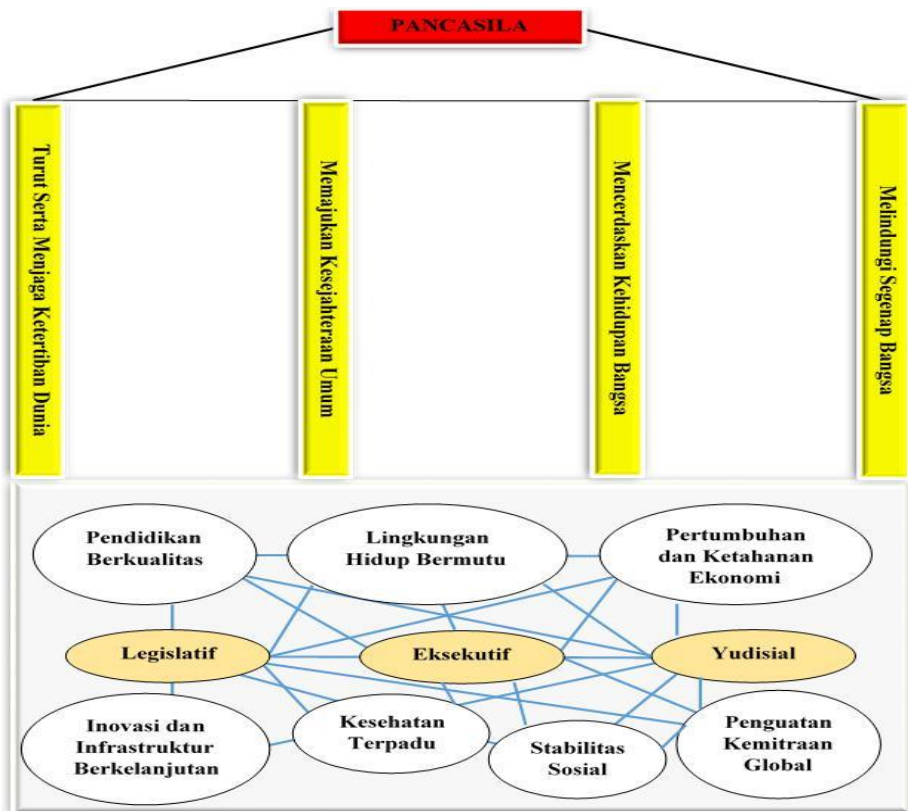 PANCASILA
Turut Serta Menjaga Ketertiban Dunia
Memajukan Kesejahteraan Umum
Mencerdaskan Kehidupan Bangsa
Melindungi Segenap Bangsa
Pendidikan
Berkualitas
Lingkungan
Hidup Bermutu
Pertumbuhan
dan Ketahanan
Ekonomi
Legislatif
Eksekutif
Yudisial
Inovasi dan
Infrastruktur
Berkelanjutan
Kesehatan
Terpadu
Stabilitas
Sosial
Penguatan
Kemitraan
Global